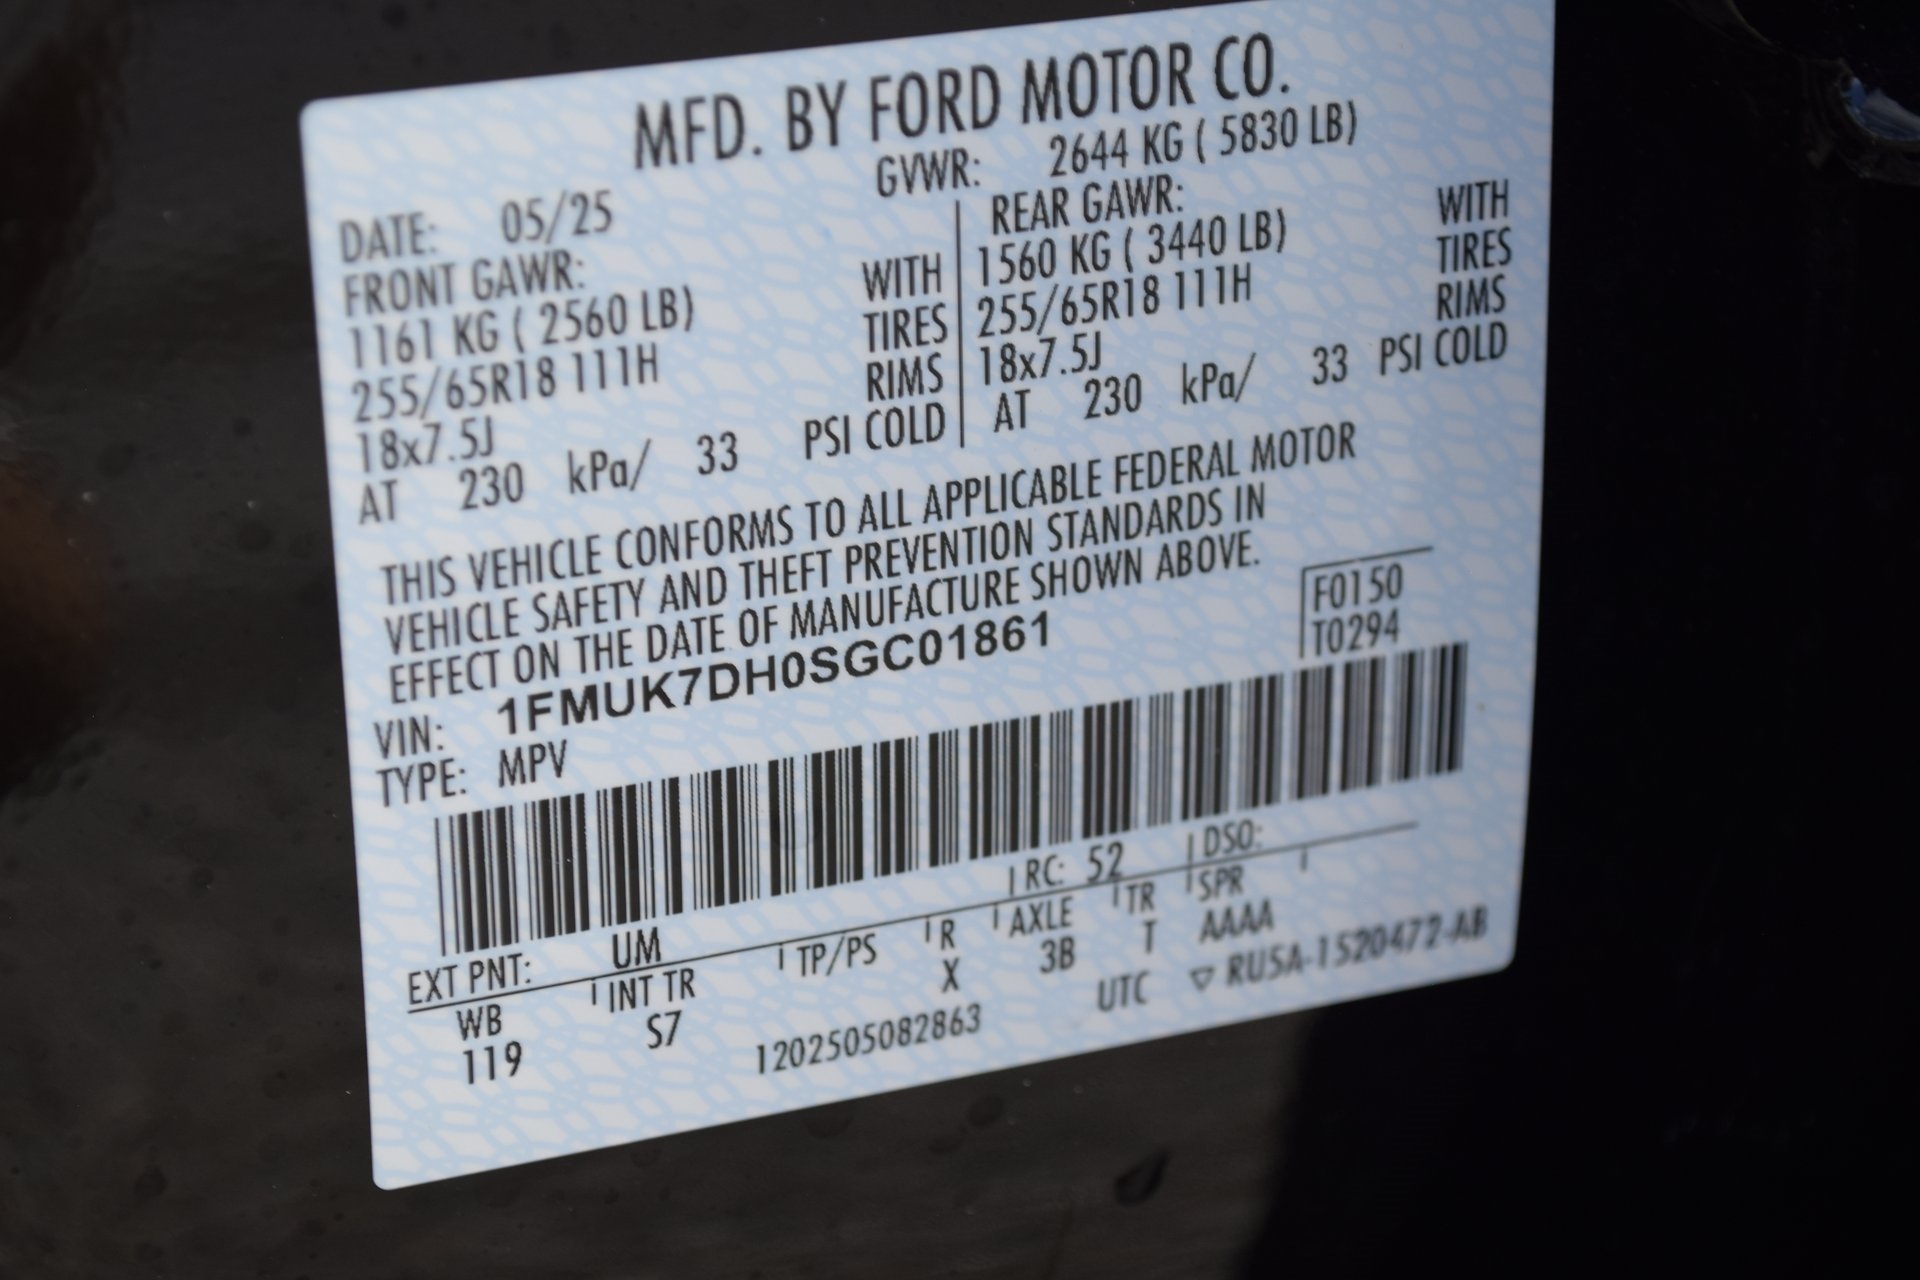 MFD. BY FORD MOTOR CO.
DATE: 05/25 GVWR: 2644 KG ( 5830 LB)
FRONT GAWR: REAR GAWR:
1161 KG ( 2560 LB) WITH 1560 KG ( 3440 LB) WITH
255/65R18 111H TIRES 255/65R18 111H TIRES
18x7.5J RIMS 18x7.5J RIMS
AT 230 kPa/ 33 PSI COLD AT 230 kPa/ 33 PSI COLD
THIS VEHICLE CONFORMS TO ALL APPLICABLE FEDERAL MOTOR
VEHICLE SAFETY AND THEFT PREVENTION STANDARDS IN
EFFECT ON THE DATE OF MANUFACTURE SHOWN ABOVE.
VIN: 1FMUK7DH0SGC01861 F0150
TYPE: MPV T0294
EXT PNT: UM RC: 52 DSO:
WB INT TR TP/PS R AXLE TR SPR
119 S7 X 3B T AAAA
1202505082863 UTC ▽ RU5A-1520472-AB